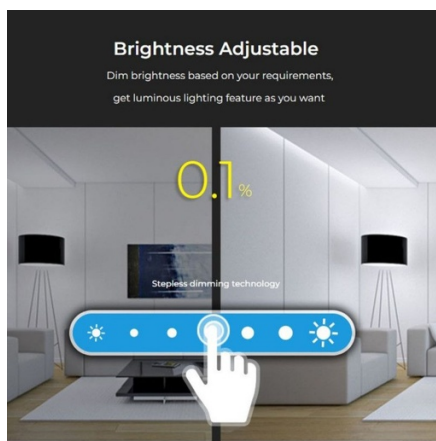 Brightness Adjustable
Dim brightness based on your requirements,
get luminous lighting feature as you want
0.1%
Stepless dimming technology